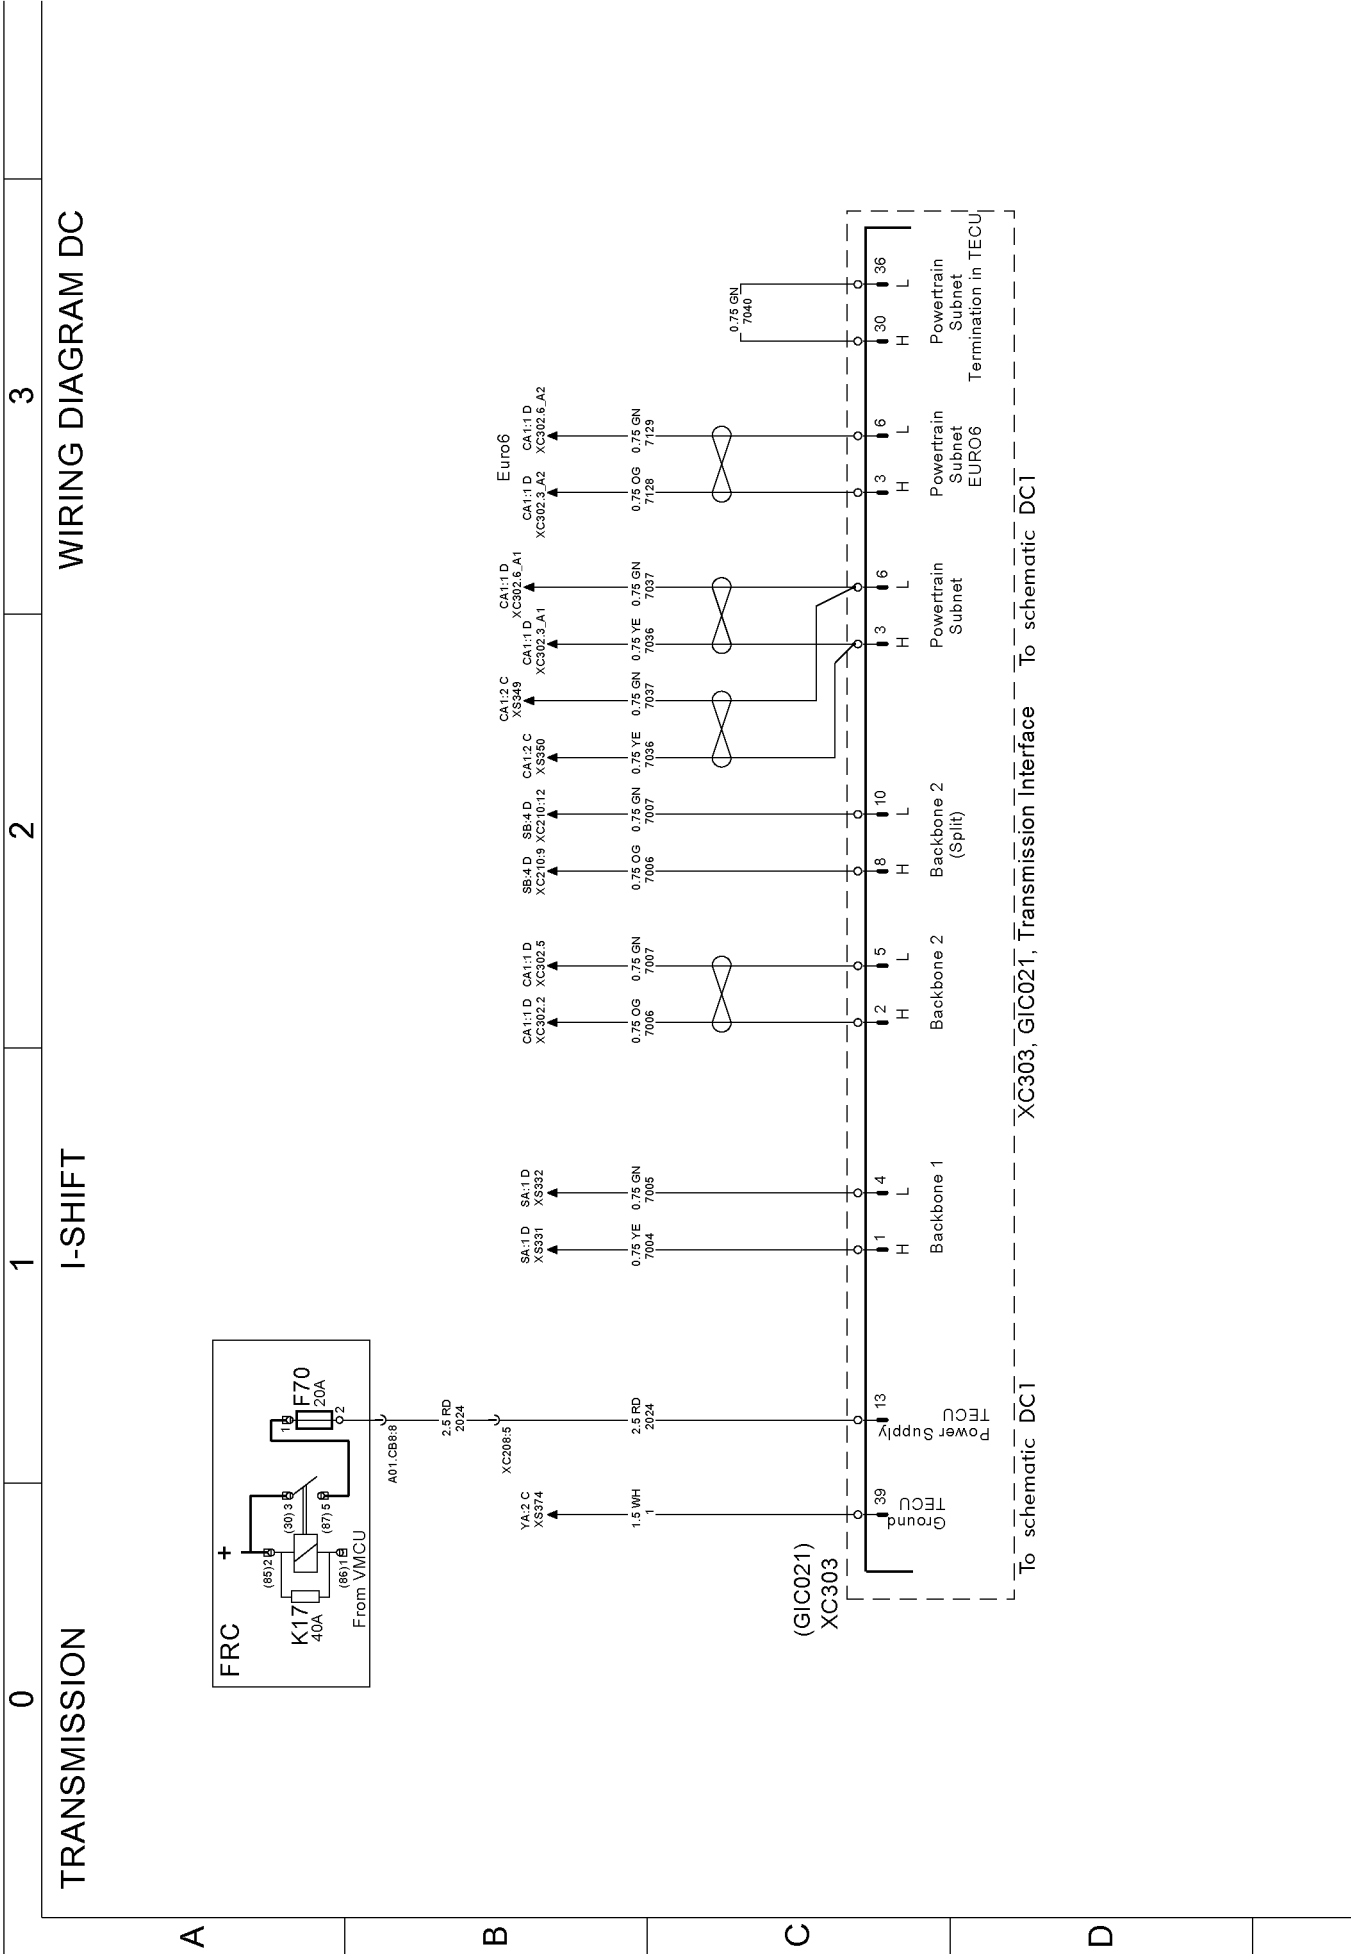 0
1
2
3
TRANSMISSION
I-SHIFT
WIRING DIAGRAM DC
A
B
C
D
FRC
+
(85)2
(30) 3
(87) 5
(86)1
K17
40A
From VMCU
1
F70
20A
2
A01.CB8:8
2.5 RD
2024
XC208:5
YA:2 C
XS374
1.5 WH
1
2.5 RD
2024
SA:1 D
XS331
0.75 YE
7004
SA:1 D
XS332
0.75 GN
7005
CA1:1 D
XC302.2
0.75 OG
7006
CA1:1 D
XC302.5
0.75 GN
7007
SB:4 D
XC210:9
0.75 OG
7006
SB:4 D
XC210:12
0.75 GN
7007
CA1:2 C
XS350
0.75 YE
7036
CA1:2 C
XS349
0.75 GN
7037
CA1:1 D
XC302.3_A1
0.75 YE
7036
CA1:1 D
XC302.6_A1
0.75 GN
7037
Euro6
CA1:1 D
XC302.3_A2
0.75 OG
7128
CA1:1 D
XC302.6_A2
0.75 GN
7129
0.75 GN
7040
(GIC021)
XC303
39
Ground
TECU
13
Power Supply
TECU
1
H
4
L
Backbone 1
2
H
5
L
Backbone 2
8
H
10
L
Backbone 2
(Split)
3
H
6
L
Powertrain
Subnet
3
H
6
L
Powertrain
Subnet
EURO6
30
H
36
L
Powertrain
Subnet
Termination in TECU
To schematic DC1
XC303, GIC021, Transmission Interface
To schematic DC1